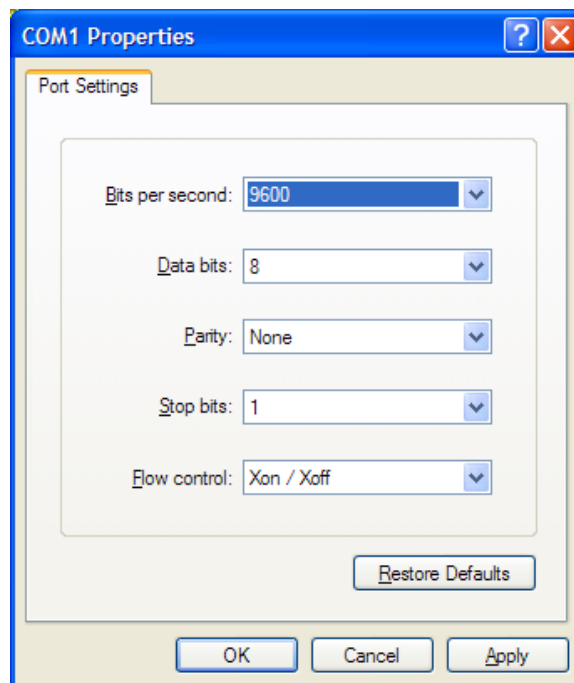 COM1 Properties
Port Settings
Bits per second: 9600
Data bits: 8
Parity: None
Stop bits: 1
Flow control: Xon / Xoff
Restore Defaults
OK Cancel Apply